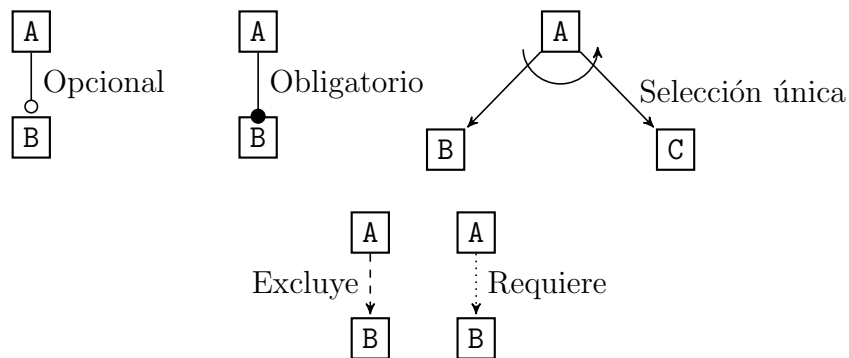 A A A
Opcional Obligatorio Selección única
B B B C
A A
Excluye Requiere
B B